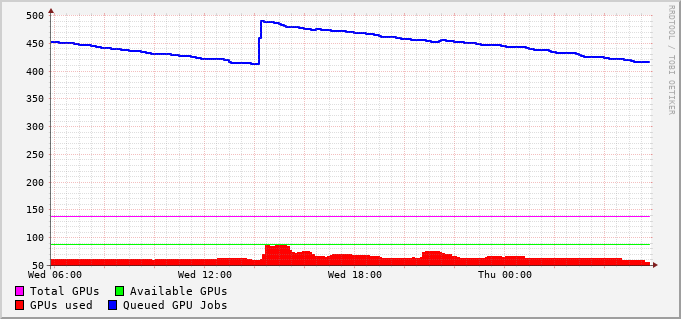 RRDTOOL / TOBI OETIKER
500
450
400
350
300
250
200
150
100
50
Wed 06:00 Wed 12:00 Wed 18:00 Thu 00:00
Total GPUs Available GPUs
GPUs used Queued GPU Jobs